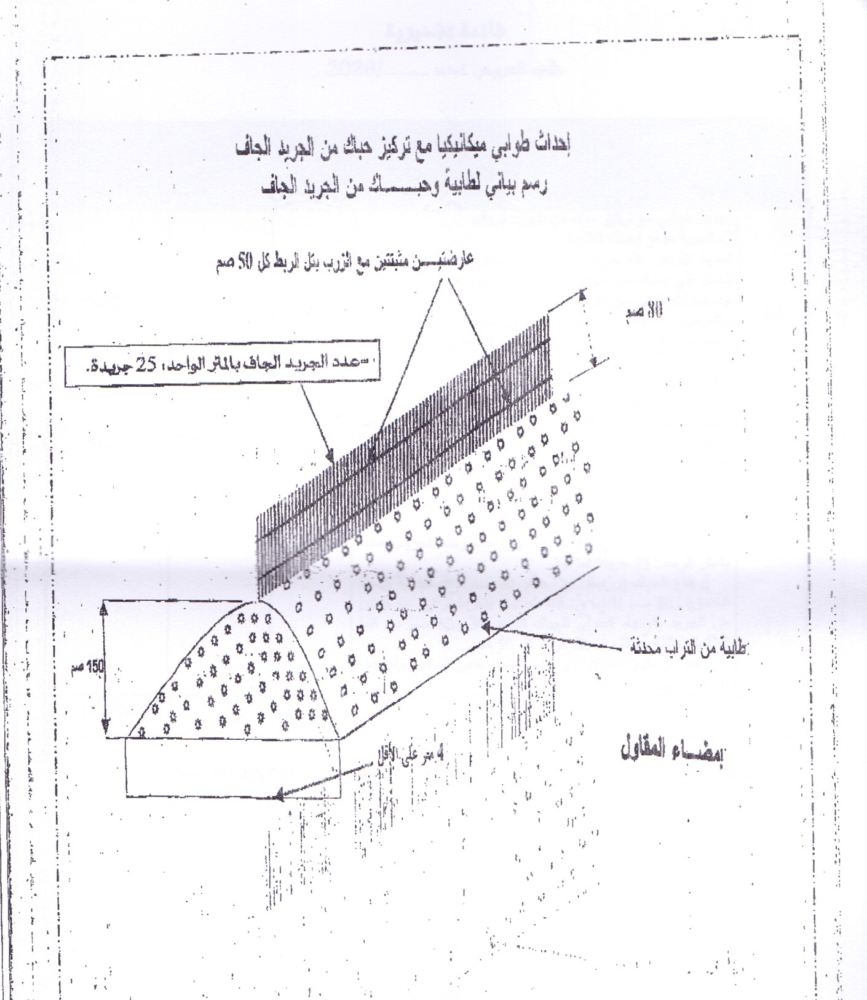 إحداث طوابي ميكانيكيا مع تركيز حباك من الجريد الجاف
رسم بياني لطابية وحبـــــاك من الجريد الجاف
عارضتيـــن مثبتتين مع الزرب بتل الربط كل 50 صم
80 صم
-عدد الجريد الجاف بالمتر الواحد: 25 جريدة.
150 صم
طابية من التراب محدثة
4 متر على الأقل
إمضـــاء المقاول